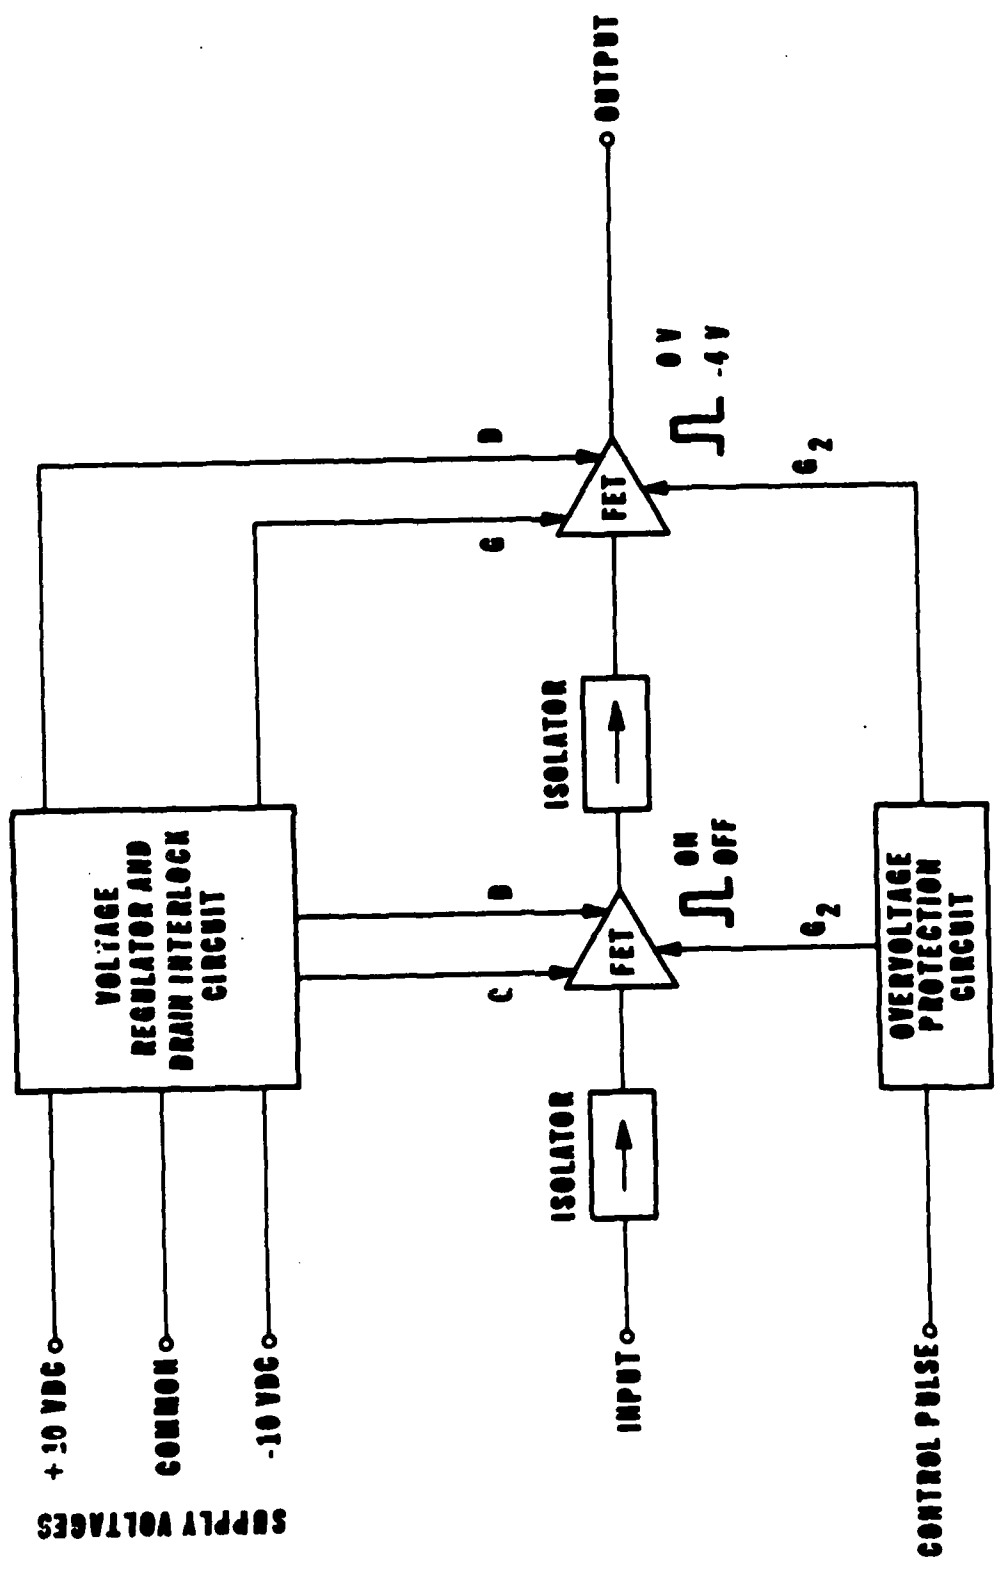 SUPPLY VOLTAGES
+10 VDC
COMMON
-10 VDC
VOLTAGE
REGULATOR AND
DRAIN INTERLOCK
CIRCUIT
C
D
G
D
INPUT
ISOLATOR
FET
ISOLATOR
FET
OUTPUT
ON
OFF
0 V
-4 V
G2
G2
CONTROL PULSE
OVERVOLTAGE
PROTECTION
CIRCUIT